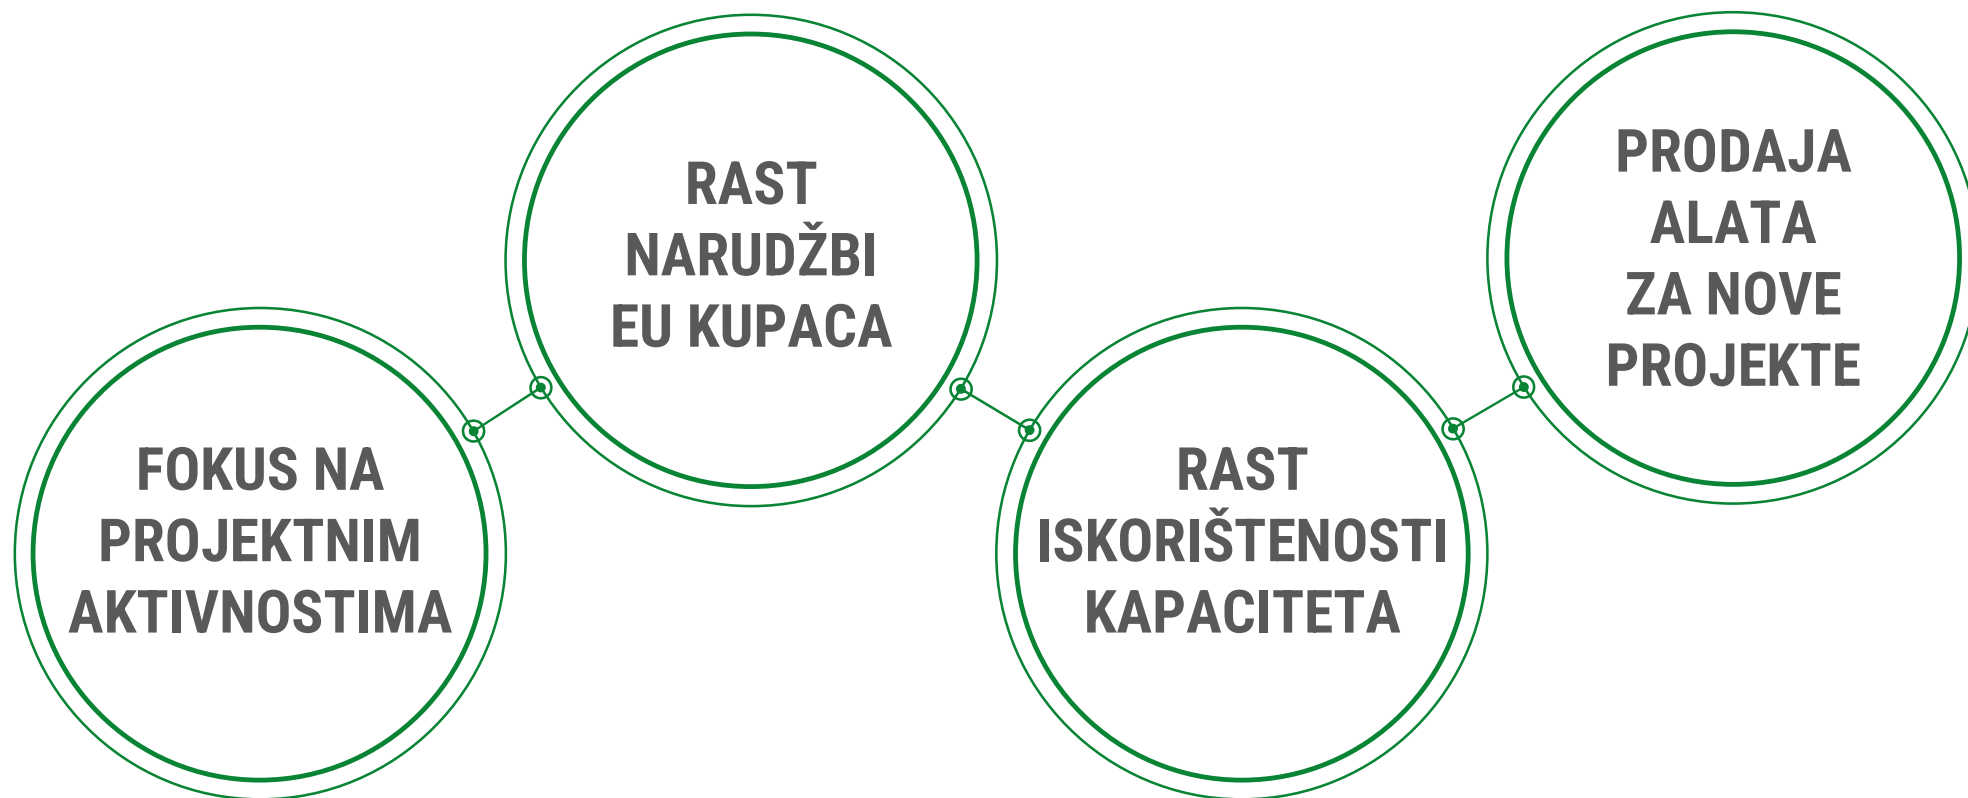 FOKUS NA
PROJEKTNIM
AKTIVNOSTIMA
RAST
NARUDŽBI
EU KUPACA
RAST
ISKORIŠTENOSTI
KAPACITETA
PRODAJA
ALATA
ZA NOVE
PROJEKTE